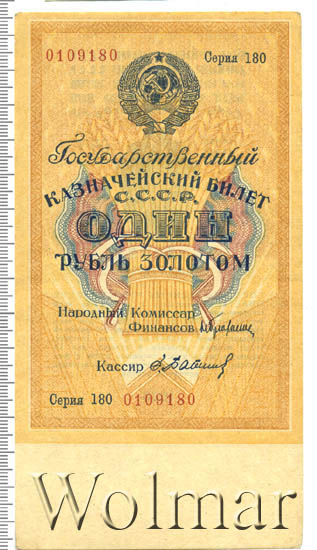 0109180 Серия 180
Государственный
КАЗНАЧЕЙСКИЙ БИЛЕТ
С.С.С.Р.
ОДИН
РУБЛЬ ЗОЛОТОМ
Народный Комиссар
Финансов
Кассир
Серия 180 0109180
Wolmar